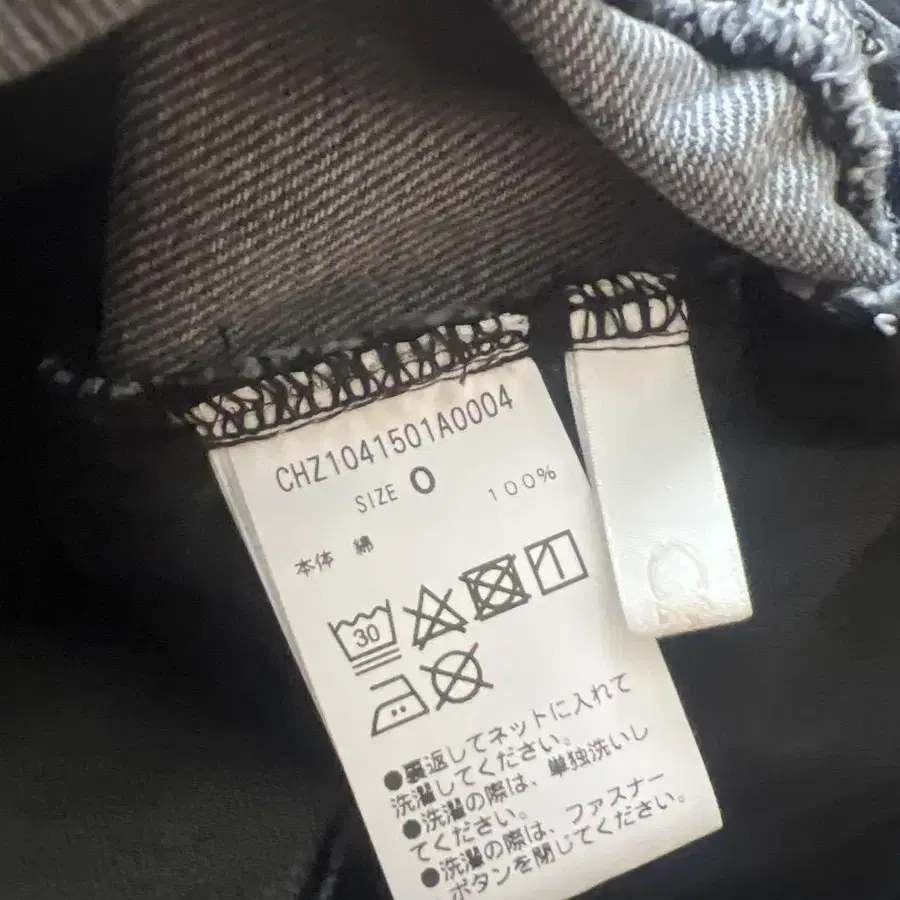 CHZ1041501A0004
SIZE 0
本体 綿 100%
30
●裏返してネットに入れて
洗濯してください。
●洗濯の際は、単独洗いし
てください。
●洗濯の際は、ファスナー
ボタンを閉じてください。